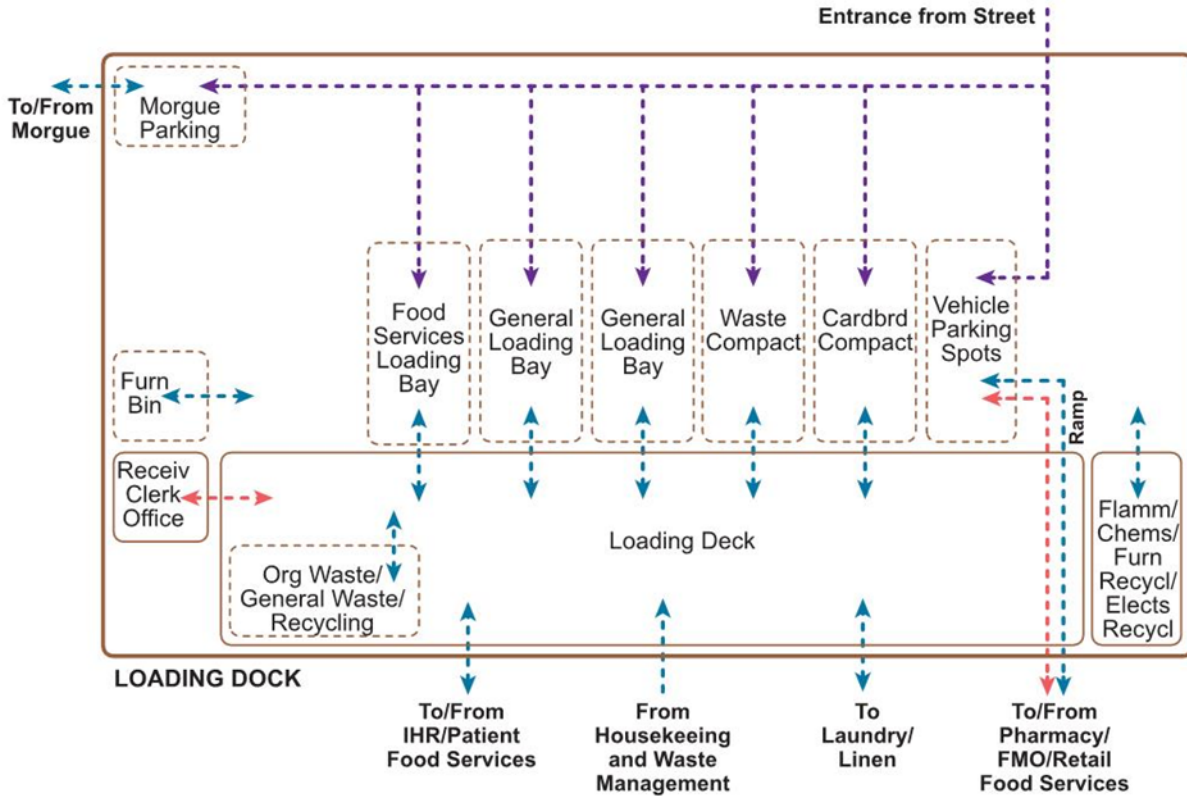 Entrance from Street
To/From
Morgue
Morgue
Parking
Food
Services
Loading
Bay
General
Loading
Bay
General
Loading
Bay
Waste
Compact
Cardbrd
Compact
Vehicle
Parking
Spots
Furn
Bin
Ramp
Receiv
Clerk
Office
Loading Deck
Flamm/
Chems/
Furn
Recycl/
Elects
Recycl
Org Waste/
General Waste/
Recycling
LOADING DOCK
To/From
IHR/Patient
Food Services
From
Housekeeing
and Waste
Management
To
Laundry/
Linen
To/From
Pharmacy/
FMO/Retail
Food Services